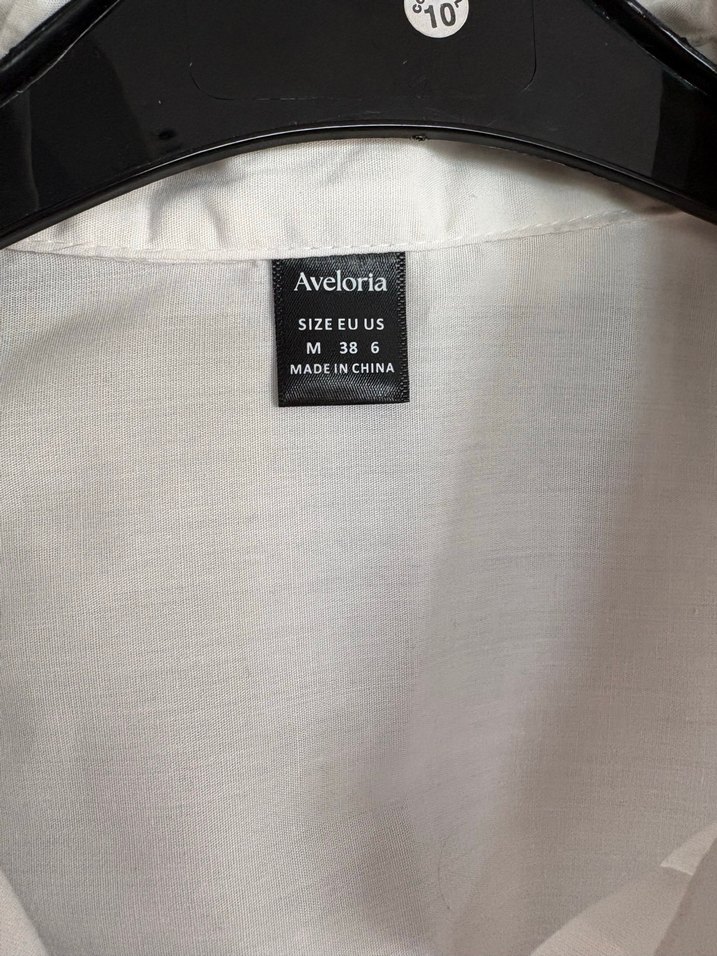 10
Aveloria
SIZE EU US
M 38 6
MADE IN CHINA